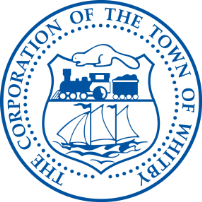 THE CORPORATION OF THE TOWN OF WHITBY